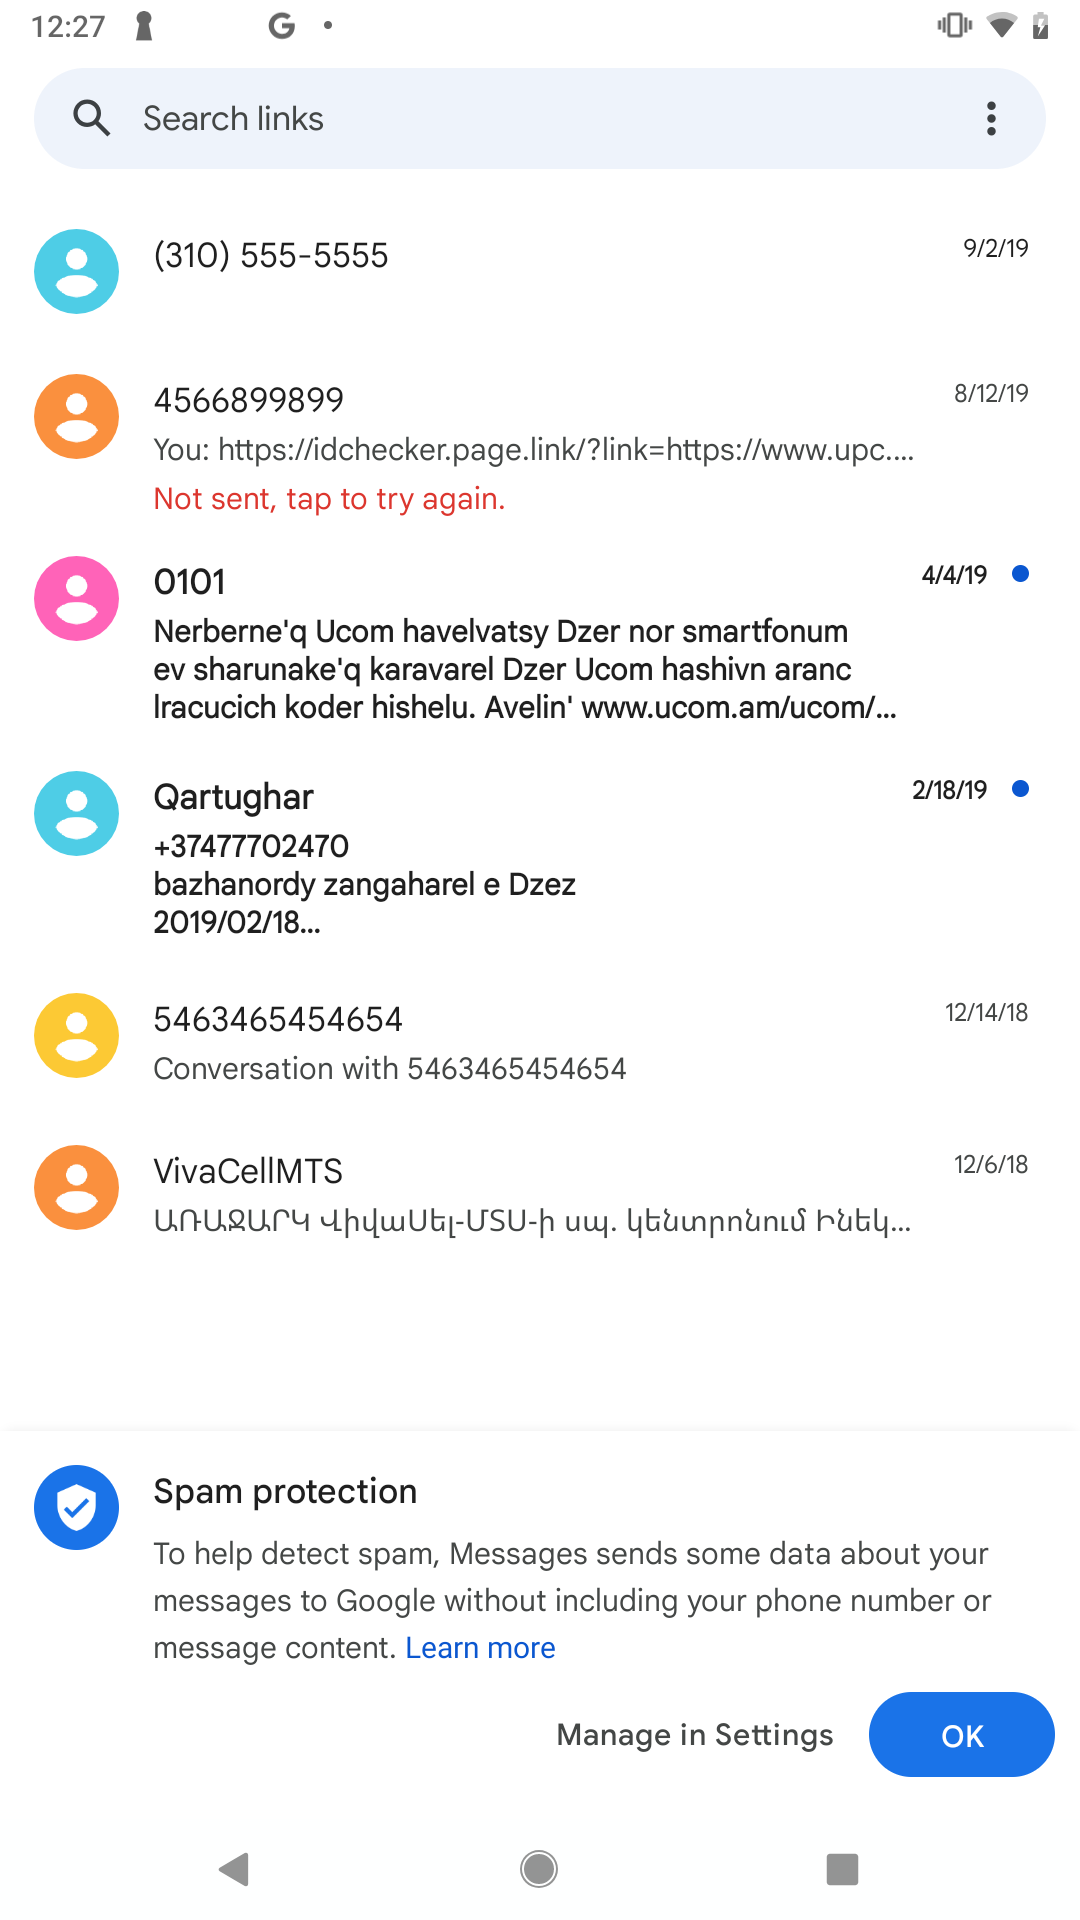 12:27
Search links
(310) 555-5555
9/2/19
4566899899
8/12/19
You: https://idchecker.page.link/?link=https://www.upc....
Not sent, tap to try again.
0101
4/4/19
Nerberne'q Ucom havelvatsy Dzer nor smartfonum
ev sharunake'q karavarel Dzer Ucom hashivn aranc
lracucich koder hishelu. Avelin' www.ucom.am/ucom/...
Qartughar
2/18/19
+37477702470
bazhanordy zangaharel e Dzez
2019/02/18...
5463465454654
12/14/18
Conversation with 5463465454654
VivaCellMTS
12/6/18
ԱՌԱՋԱՐԿ ՎիվաՍել-ՄՏՍ-ի սպ. կենտրոնում Ինեկ...
Spam protection
To help detect spam, Messages sends some data about your
messages to Google without including your phone number or
message content. Learn more
Manage in Settings
OK